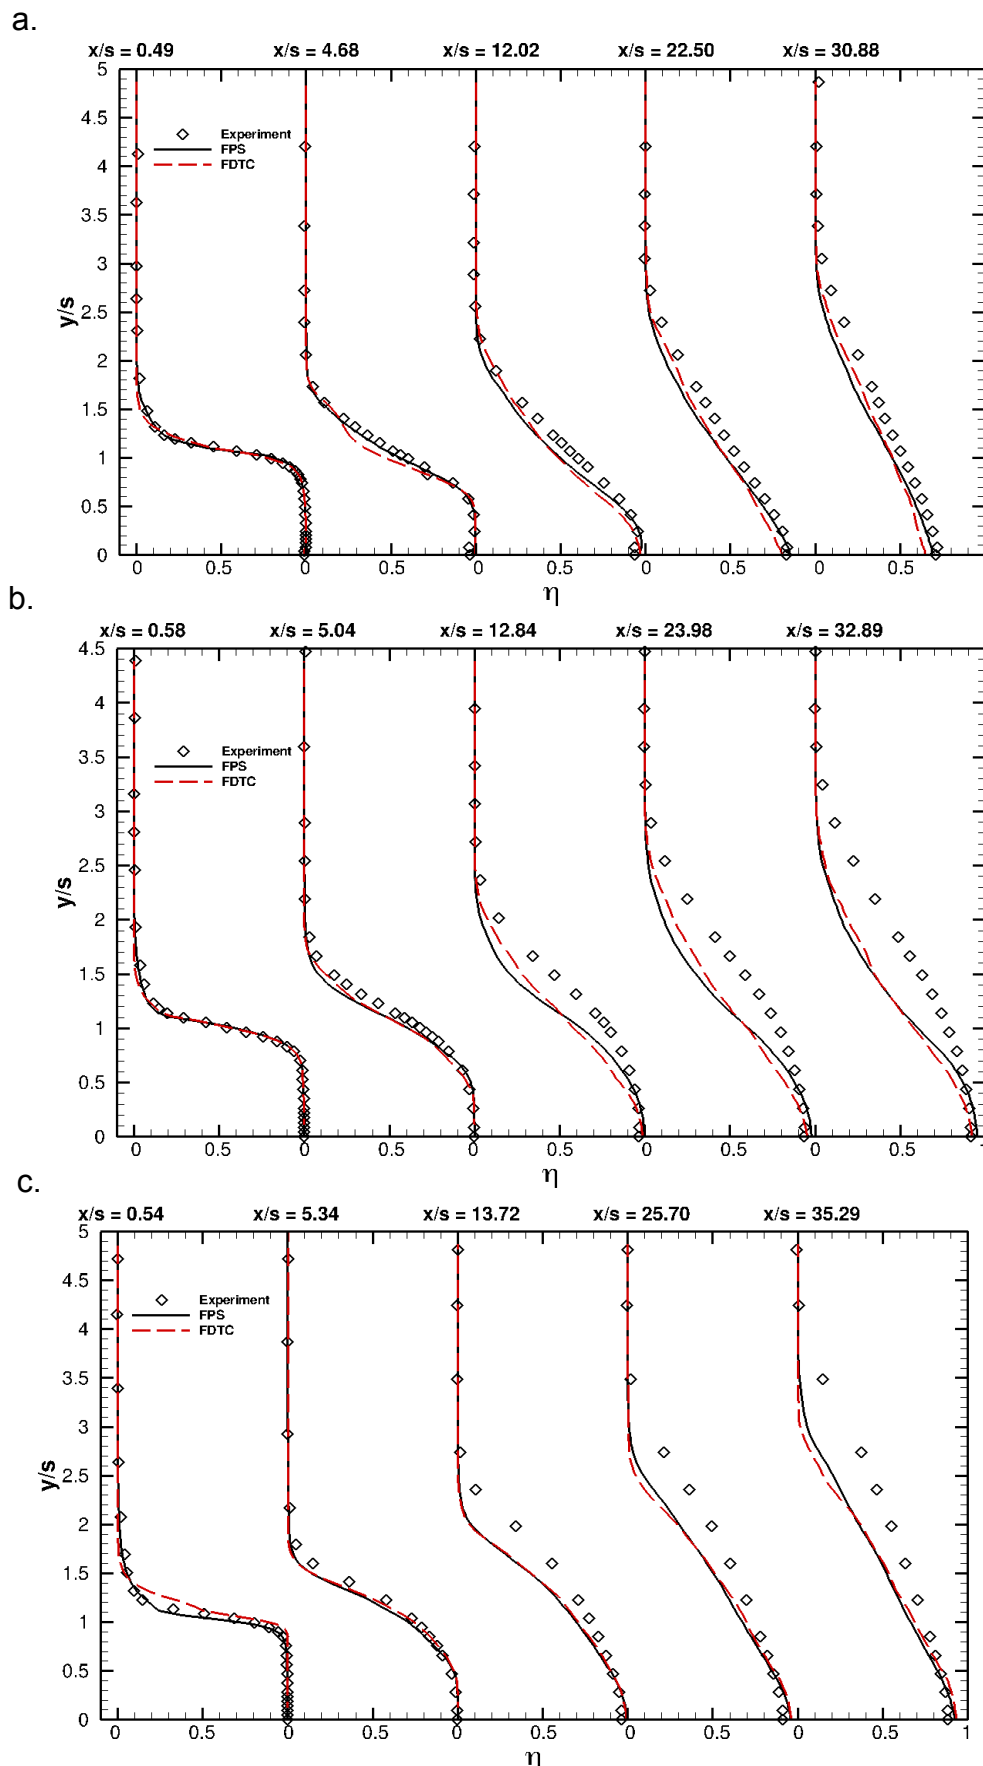 a.
x/s = 0.49 x/s = 4.68 x/s = 12.02 x/s = 22.50 x/s = 30.88
5
4.5
4
3.5
3
2.5
2
1.5
1
0.5
0
y/s
Experiment
FPS
FDTC
0 0.5 0 0.5 0 0.5 0 0.5 0 0.5
η
b.
x/s = 0.58 x/s = 5.04 x/s = 12.84 x/s = 23.98 x/s = 32.89
4.5
4
3.5
3
2.5
2
1.5
1
0.5
0
y/s
Experiment
FPS
FDTC
0 0.5 0 0.5 0 0.5 0 0.5 0 0.5
η
c.
x/s = 0.54 x/s = 5.34 x/s = 13.72 x/s = 25.70 x/s = 35.29
5
4.5
4
3.5
3
2.5
2
1.5
1
0.5
0
y/s
Experiment
FPS
FDTC
0 0.5 0 0.5 0 0.5 0 0.5 0 0.5 1
η